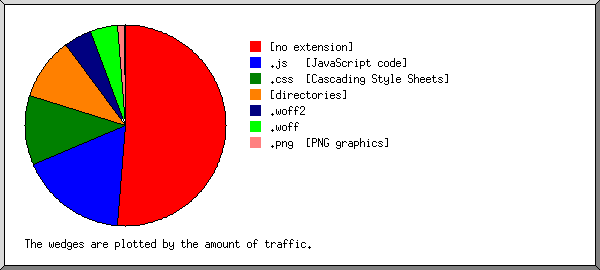 [no extension]
.js   [JavaScript code]
.css  [Cascading Style Sheets]
[directories]
.woff2
.woff
.png  [PNG graphics]
The wedges are plotted by the amount of traffic.